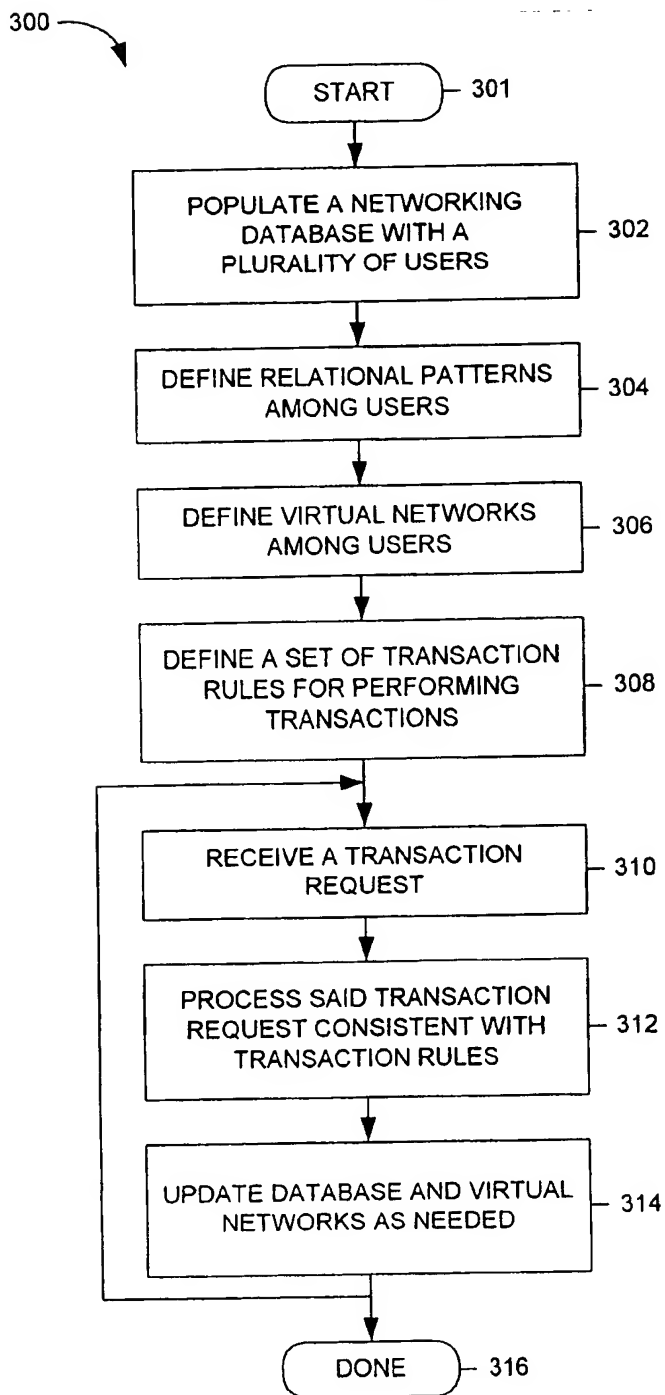 300
START
301
POPULATE A NETWORKING
DATABASE WITH A
PLURALITY OF USERS
302
DEFINE RELATIONAL PATTERNS
AMONG USERS
304
DEFINE VIRTUAL NETWORKS
AMONG USERS
306
DEFINE A SET OF TRANSACTION
RULES FOR PERFORMING
TRANSACTIONS
308
RECEIVE A TRANSACTION
REQUEST
310
PROCESS SAID TRANSACTION
REQUEST CONSISTENT WITH
TRANSACTION RULES
312
UPDATE DATABASE AND VIRTUAL
NETWORKS AS NEEDED
314
DONE
316